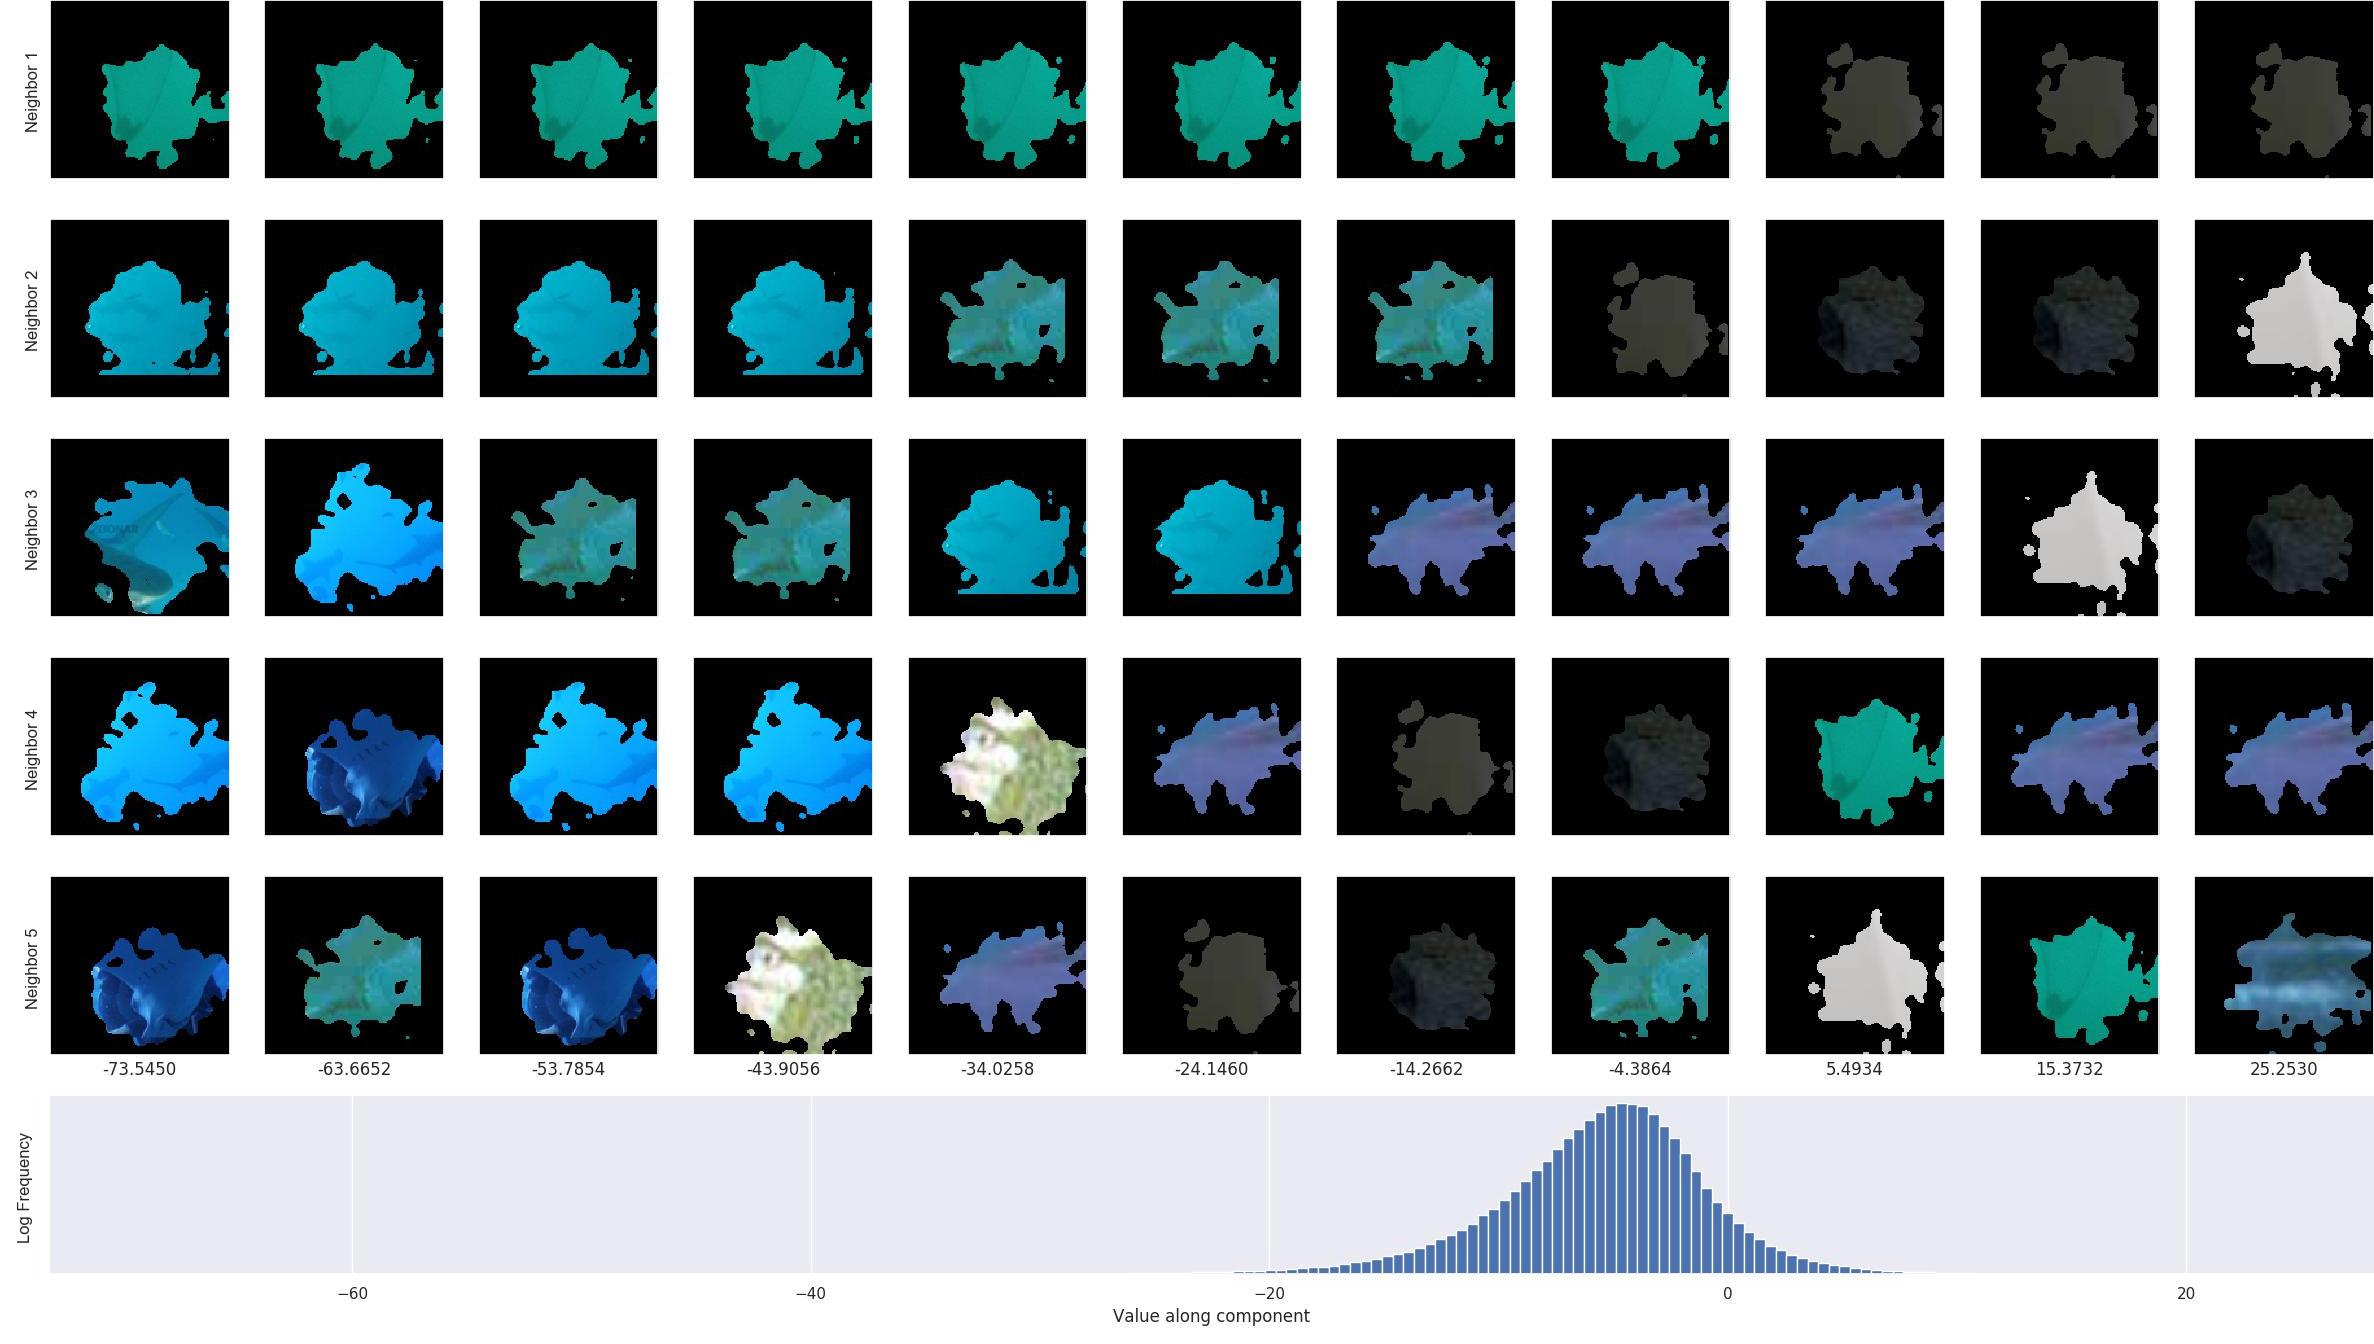 Neighbor 1
Neighbor 2
Neighbor 3
Neighbor 4
Neighbor 5
-73.5450 -63.6652 -53.7854 -43.9056 -34.0258 -24.1460 -14.2662 -4.3864 5.4934 15.3732 25.2530
Log Frequency
−60 −40 −20 0 20
Value along component